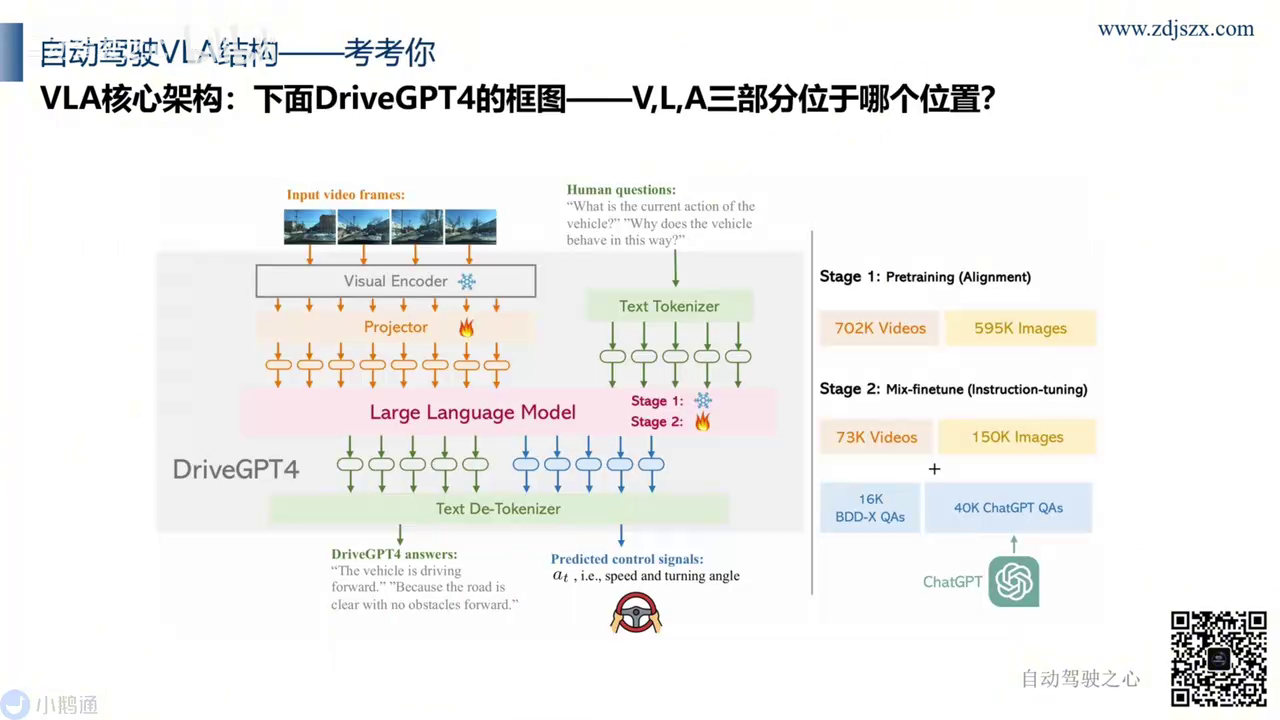 www.zdjszx.com
自动驾驶VLA结构——考考你
VLA核心架构：下面DriveGPT4的框图——V,L,A三部分位于哪个位置？
Input video frames:
Human questions:
“What is the current action of the
vehicle?” ”Why does the vehicle
behave in this way?”
Visual Encoder
Text Tokenizer
Projector
Large Language Model
Stage 1:
Stage 2:
DriveGPT4
Text De-Tokenizer
DriveGPT4 answers:
“The vehicle is driving
forward.” ”Because the road is
clear with no obstacles forward.”
Predicted control signals:
aₜ , i.e., speed and turning angle
Stage 1: Pretraining (Alignment)
702K Videos
595K Images
Stage 2: Mix-finetune (Instruction-tuning)
73K Videos
150K Images
+
16K
BDD-X QAs
40K ChatGPT QAs
ChatGPT
自动驾驶之心
小鹅通